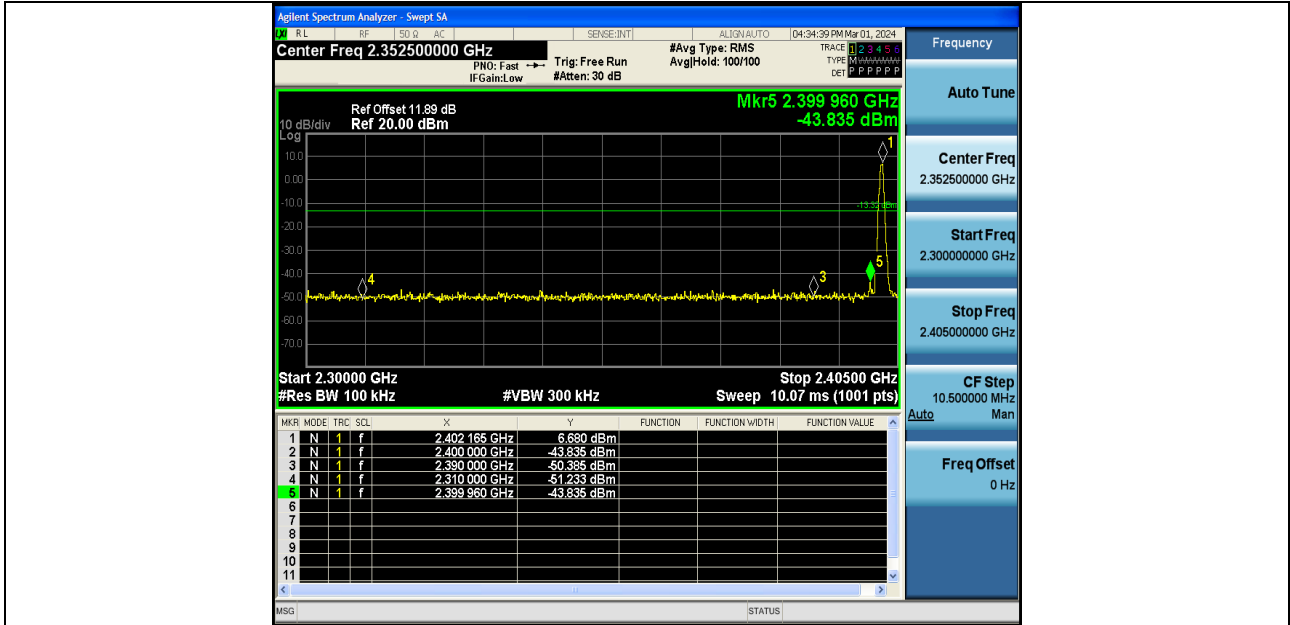 Agilent Spectrum Analyzer - Swept SA
LXI RL RF 50 Ω AC SENSE:INT ALIGN AUTO 04:34:39 PM Mar 01, 2024
Center Freq 2.352500000 GHz
PNO: Fast
IFGain:Low
Trig: Free Run
#Atten: 30 dB
#Avg Type: RMS
Avg|Hold: 100/100
TRACE 1 2 3 4 5 6
TYPE M
DET P P P P P P
Ref Offset 11.89 dB
10 dB/div Ref 20.00 dBm
Log
Mkr5 2.399 960 GHz
-43.835 dBm
10.0
0.00
-10.0
-20.0
-30.0
-40.0
-50.0
-60.0
-70.0
1
-13.32 dBm
5
3
4
Start 2.30000 GHz Stop 2.40500 GHz
#Res BW 100 kHz #VBW 300 kHz Sweep 10.07 ms (1001 pts)
MKR MODE TRC SCL X Y FUNCTION FUNCTION WIDTH FUNCTION VALUE
1 N 1 f 2.402 165 GHz 6.680 dBm
2 N 1 f 2.400 000 GHz -43.835 dBm
3 N 1 f 2.390 000 GHz -50.385 dBm
4 N 1 f 2.310 000 GHz -51.233 dBm
5 N 1 f 2.399 960 GHz -43.835 dBm
6
7
8
9
10
11
MSG STATUS
Frequency
Auto Tune
Center Freq
2.352500000 GHz
Start Freq
2.300000000 GHz
Stop Freq
2.405000000 GHz
CF Step
10.500000 MHz
Auto Man
Freq Offset
0 Hz